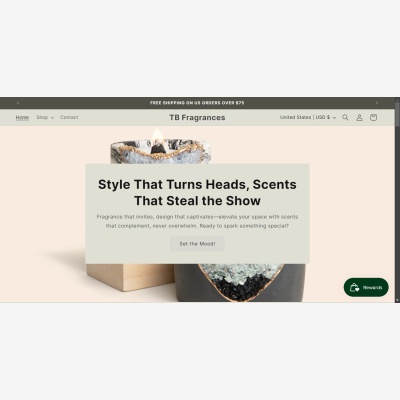 FREE SHIPPING ON US ORDERS OVER $75
Home Shop Contact TB Fragrances United States | USD $
Style That Turns Heads, Scents
That Steal the Show
Fragrance that invites, design that captivates—elevate your space with scents
that complement, never overwhelm. Ready to spark something special?
Set the Mood!
Rewards